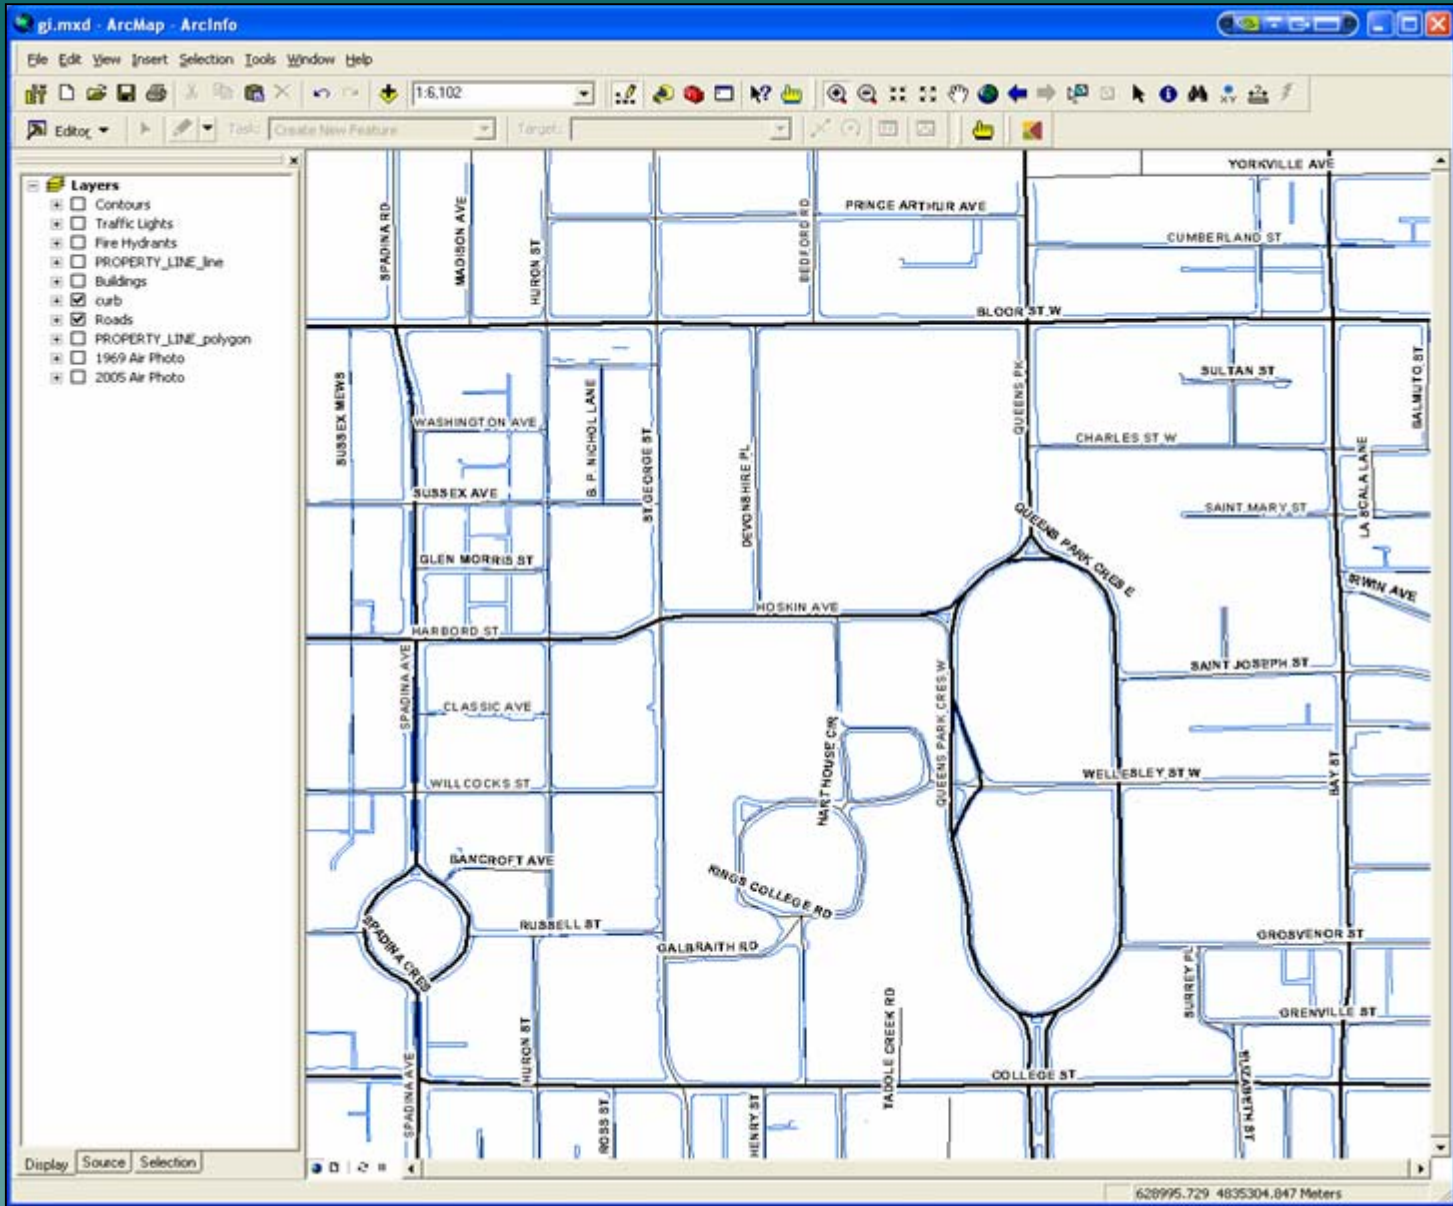 gi.mxd - ArcMap - ArcInfo
File Edit View Insert Selection Tools Window Help
1:6,102
Editor Task: Create New Feature Target:
Layers
Contours
Traffic Lights
Fire Hydrants
PROPERTY_LINE_line
Buildings
curb
Roads
PROPERTY_LINE_polygon
1969 Air Photo
2005 Air Photo
YORKVILLE AVE
PRINCE ARTHUR AVE
SPADINA RD
MADISON AVE
HURON ST
BEDFORD RD
CUMBERLAND ST
BLOOR ST W
SUSSEX MEWS
QUEENS PK
SULTAN ST
BALMUTO ST
WASHINGTON AVE
B. P. NICHOL LANE
ST. GEORGE ST
DEVONSHIRE PL
CHARLES ST W
LA SCALA LANE
SUSSEX AVE
SAINT MARY ST
QUEENS PARK CRES E
GLEN MORRIS ST
IRWIN AVE
HOSKIN AVE
HARBORD ST
SPADINA AVE
QUEENS PARK CRES W
SAINT JOSEPH ST
CLASSIC AVE
HART HOUSE CIR
WELLESLEY ST W
BAY ST
WILLCOCKS ST
BANCROFT AVE
KINGS COLLEGE RD
SPADINA CRES
RUSSELL ST
GALBRAITH RD
GROSVENOR ST
SURREY PL
GRENVILLE ST
HURON ST
TADDLE CREEK RD
COLLEGE ST
SPADINA AVE
ROSS ST
HENRY ST
ELIZABETH ST
Display Source Selection
628995.729 4835304.847 Meters